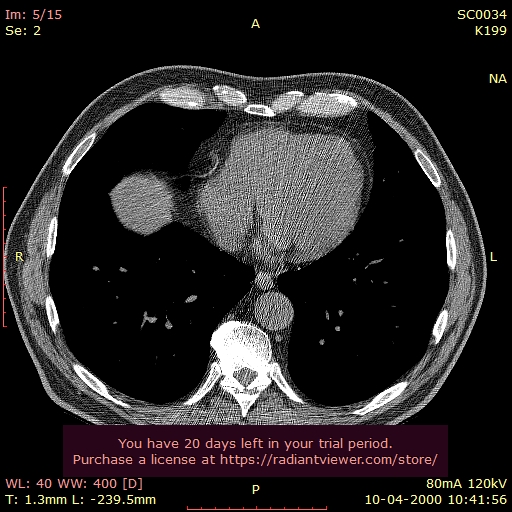 Im: 5/15
Se: 2
A
SC0034
K199
NA
R
L
You have 20 days left in your trial period.
Purchase a license at https://radiantviewer.com/store/
WL: 40 WW: 400 [D]
T: 1.3mm L: -239.5mm
P
80mA 120kV
10-04-2000 10:41:56